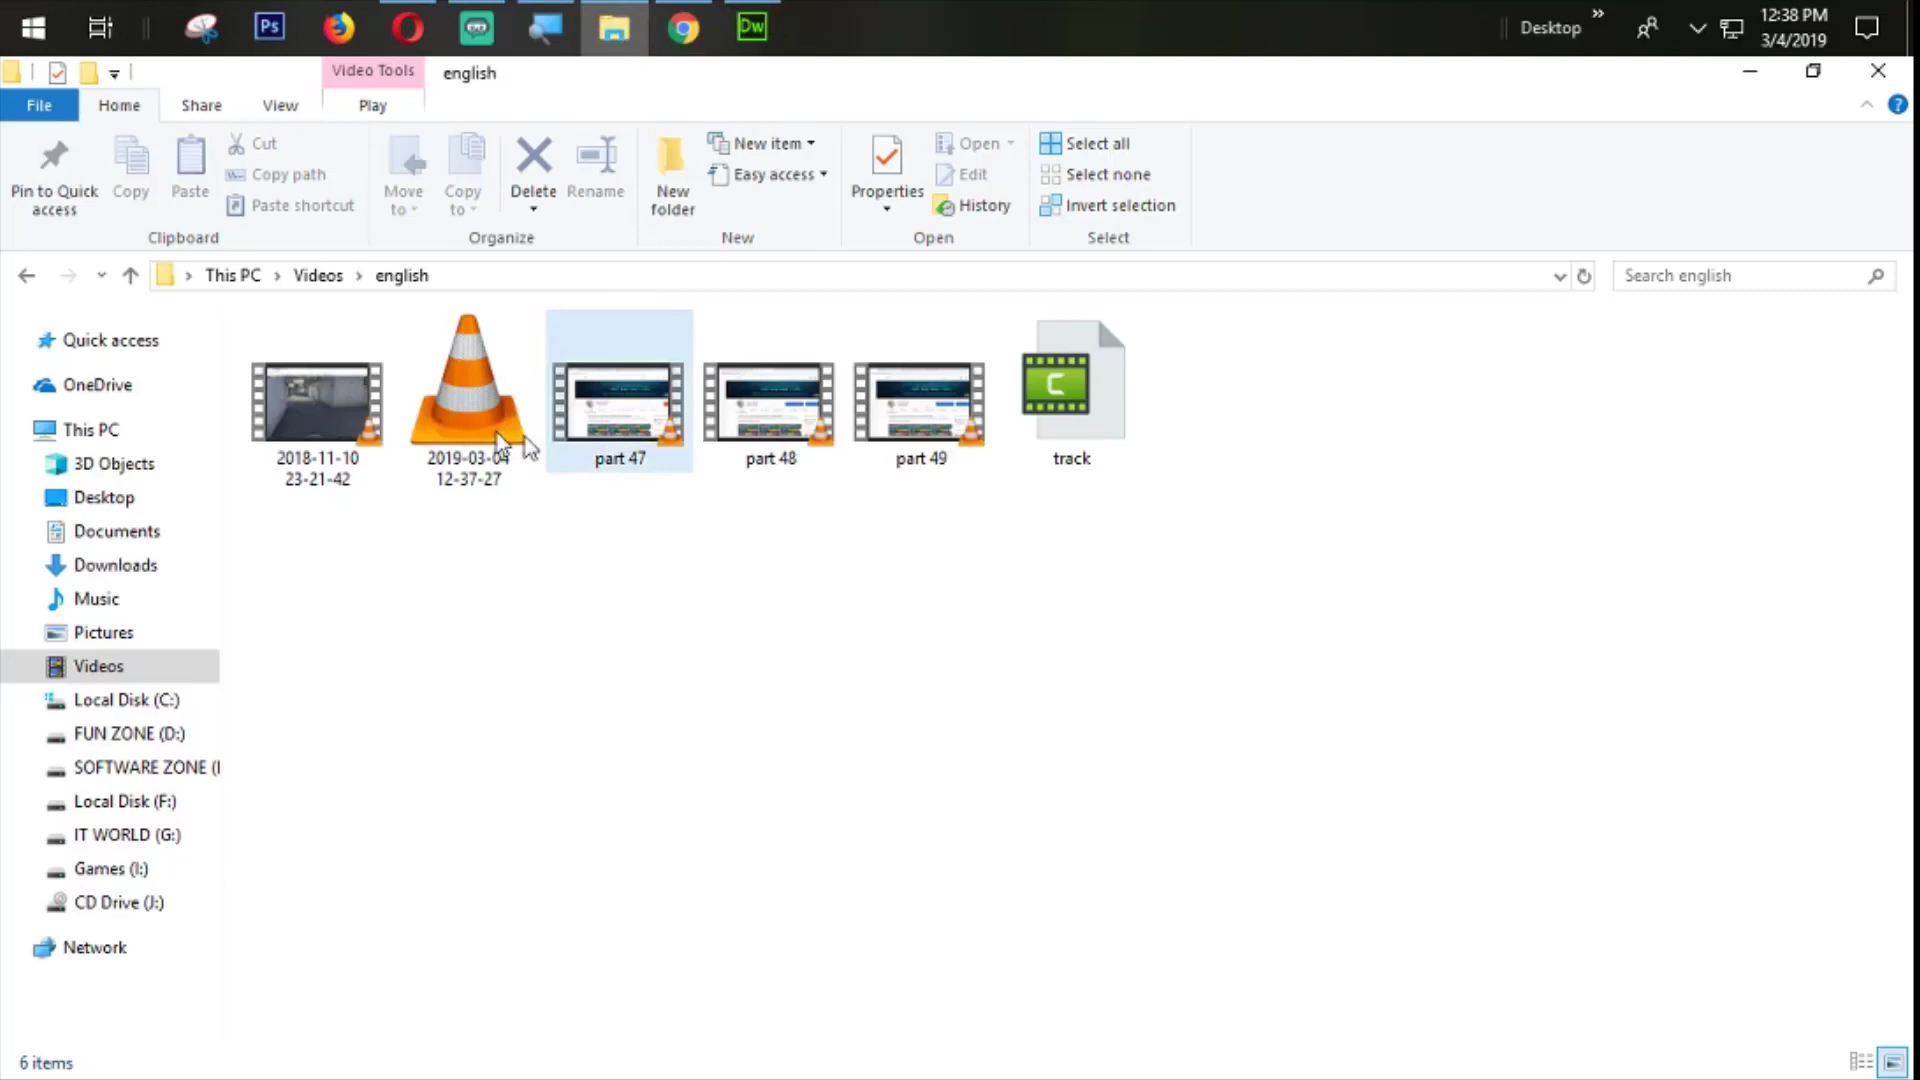 Ps
Dw
Desktop
»
12:38 PM
3/4/2019
Video Tools
english
File
Home
Share
View
Play
Pin to Quick access
Copy
Paste
Cut
Copy path
Paste shortcut
Clipboard
Move to
Copy to
Delete
Rename
Organize
New folder
New item
Easy access
New
Properties
Open
Edit
History
Open
Select all
Select none
Invert selection
Select
This PC > Videos > english
Search english
Quick access
OneDrive
This PC
3D Objects
Desktop
Documents
Downloads
Music
Pictures
Videos
Local Disk (C:)
FUN ZONE (D:)
SOFTWARE ZONE (
Local Disk (F:)
IT WORLD (G:)
Games (I:)
CD Drive (J:)
Network
2018-11-10
23-21-42
2019-03-04
12-37-27
part 47
part 48
part 49
C
track
6 items